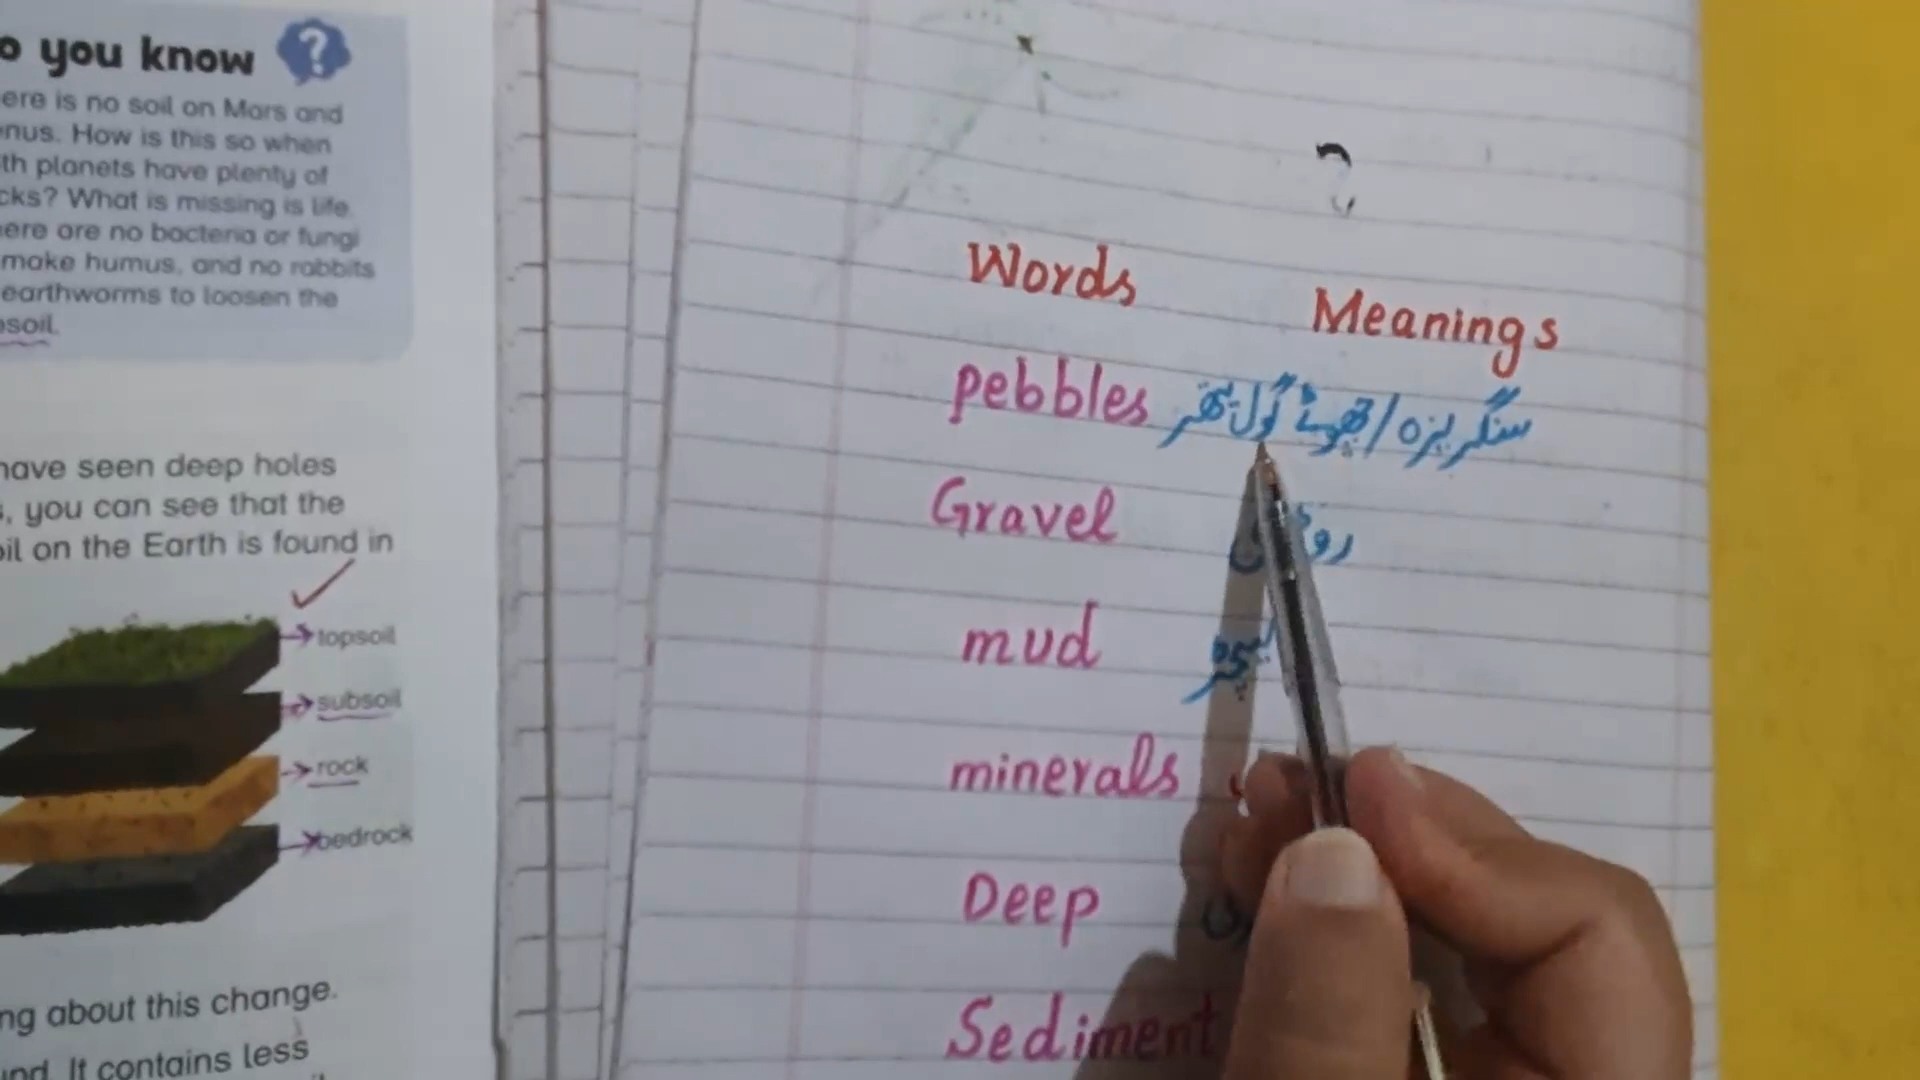 o you know ?
ere is no soil on Mars and
nus. How is this so when
th planets have plenty of
cks? What is missing is life.
ere are no bacteria or fungi
make humus, and no rabbits
earthworms to loosen the
soil.
have seen deep holes
s, you can see that the
oil on the Earth is found in
topsoil
subsoil
rock
bedrock
ng about this change.
und. It contains less
Words Meanings
pebbles سنگریزہ / چھوٹا گول پتھر
Gravel
mud
minerals
Deep
Sediment